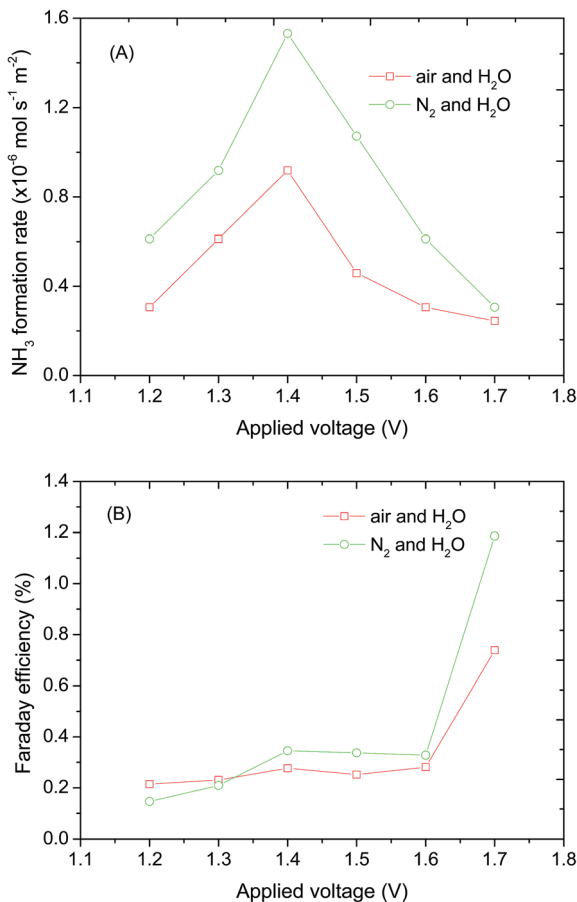 1.6
(A)
air and H₂O
N₂ and H₂O
1.2
0.8
0.4
0.0
NH₃ formation rate (x10⁻⁶ mol s⁻¹ m⁻²)
1.1 1.2 1.3 1.4 1.5 1.6 1.7 1.8
Applied voltage (V)
1.4
(B)
air and H₂O
N₂ and H₂O
1.2
1.0
0.8
0.6
0.4
0.2
0.0
Faraday efficiency (%)
1.1 1.2 1.3 1.4 1.5 1.6 1.7 1.8
Applied voltage (V)